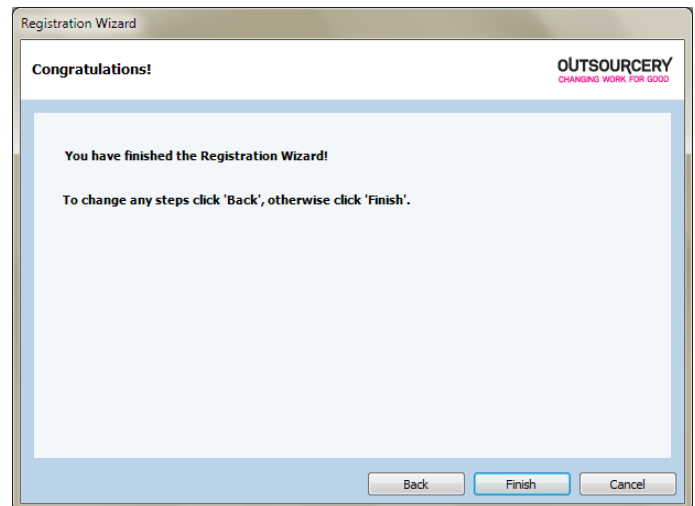 Registration Wizard
Congratulations!
OUTSOURCERY
CHANGING WORK FOR GOOD
You have finished the Registration Wizard!
To change any steps click 'Back', otherwise click 'Finish'.
Back Finish Cancel